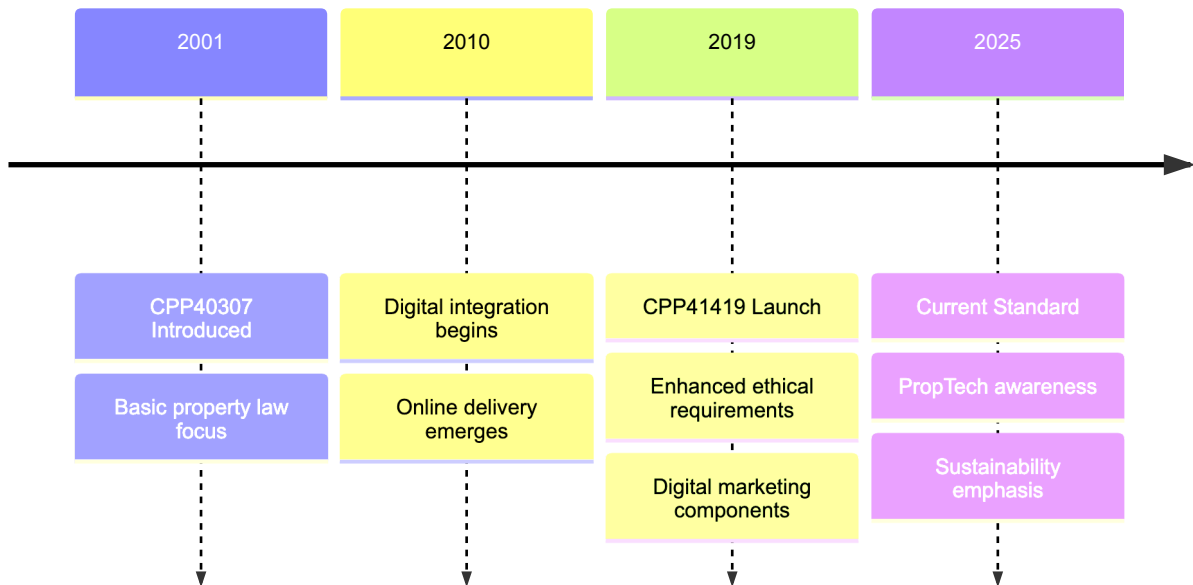 2001
2010
2019
2025
CPP40307
Introduced
Basic property law
focus
Digital integration
begins
Online delivery
emerges
CPP41419 Launch
Enhanced ethical
requirements
Digital marketing
components
Current Standard
PropTech awareness
Sustainability
emphasis